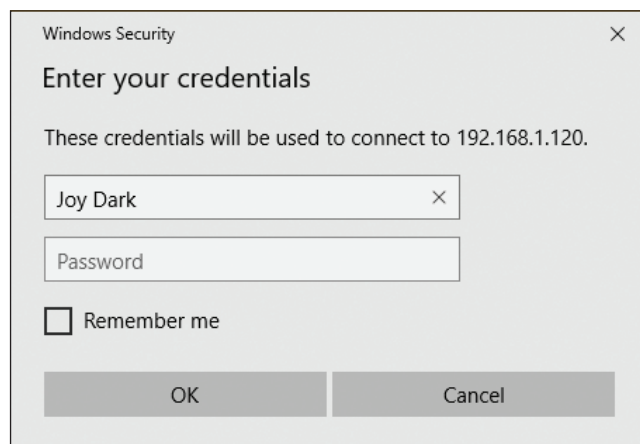 Windows Security
Enter your credentials
These credentials will be used to connect to 192.168.1.120.
Joy Dark
Password
Remember me
OK Cancel